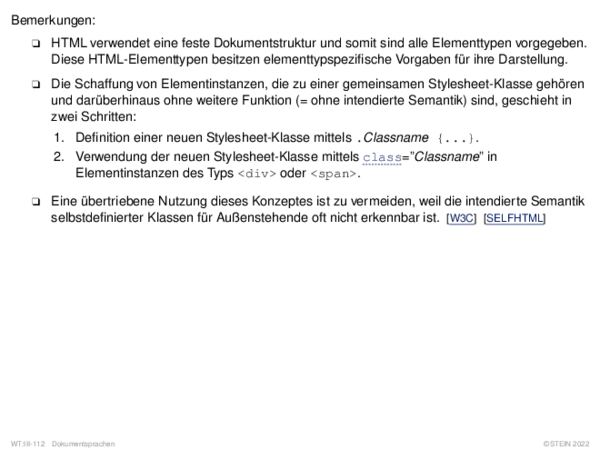 Bemerkungen:
❑ HTML verwendet eine feste Dokumentstruktur und somit sind alle Elementtypen vorgegeben.
Diese HTML-Elementtypen besitzen elementtypspezifische Vorgaben für ihre Darstellung.
❑ Die Schaffung von Elementinstanzen, die zu einer gemeinsamen Stylesheet-Klasse gehören
und darüberhinaus ohne weitere Funktion (= ohne intendierte Semantik) sind, geschieht in
zwei Schritten:
1. Definition einer neuen Stylesheet-Klasse mittels .Classname {...}.
2. Verwendung der neuen Stylesheet-Klasse mittels class="Classname" in
Elementinstanzen des Typs <div> oder <span>.
❑ Eine übertriebene Nutzung dieses Konzeptes ist zu vermeiden, weil die intendierte Semantik
selbstdefinierter Klassen für Außenstehende oft nicht erkennbar ist. [W3C] [SELFHTML]
WT:III-112 Dokumentsprachen ©STEIN 2022